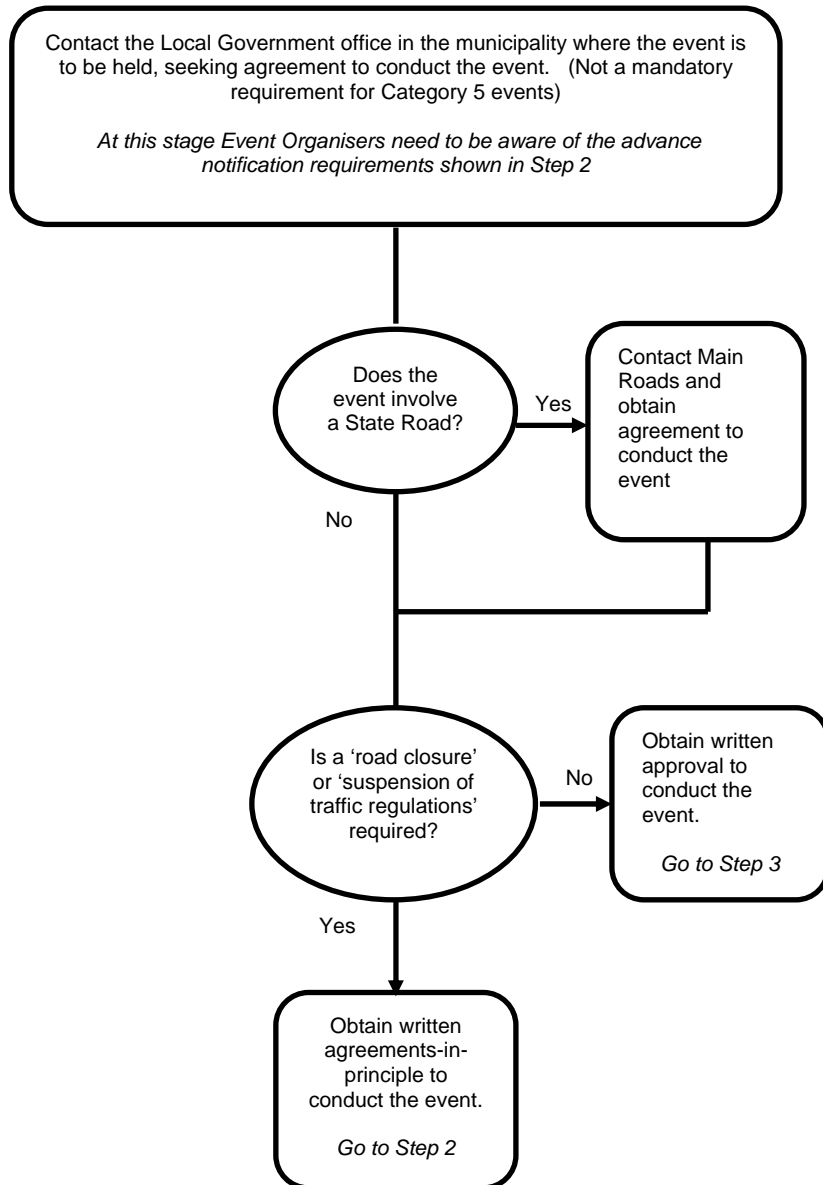 Contact the Local Government office in the municipality where the event is
to be held, seeking agreement to conduct the event.   (Not a mandatory
requirement for Category 5 events)
At this stage Event Organisers need to be aware of the advance
notification requirements shown in Step 2
Does the
event involve
a State Road?
Yes
Contact Main
Roads and
obtain
agreement to
conduct the
event
No
Is a ‘road closure’
or ‘suspension of
traffic regulations’
required?
No
Obtain written
approval to
conduct the
event.
Go to Step 3
Yes
Obtain written
agreements-in-
principle to
conduct the event.
Go to Step 2